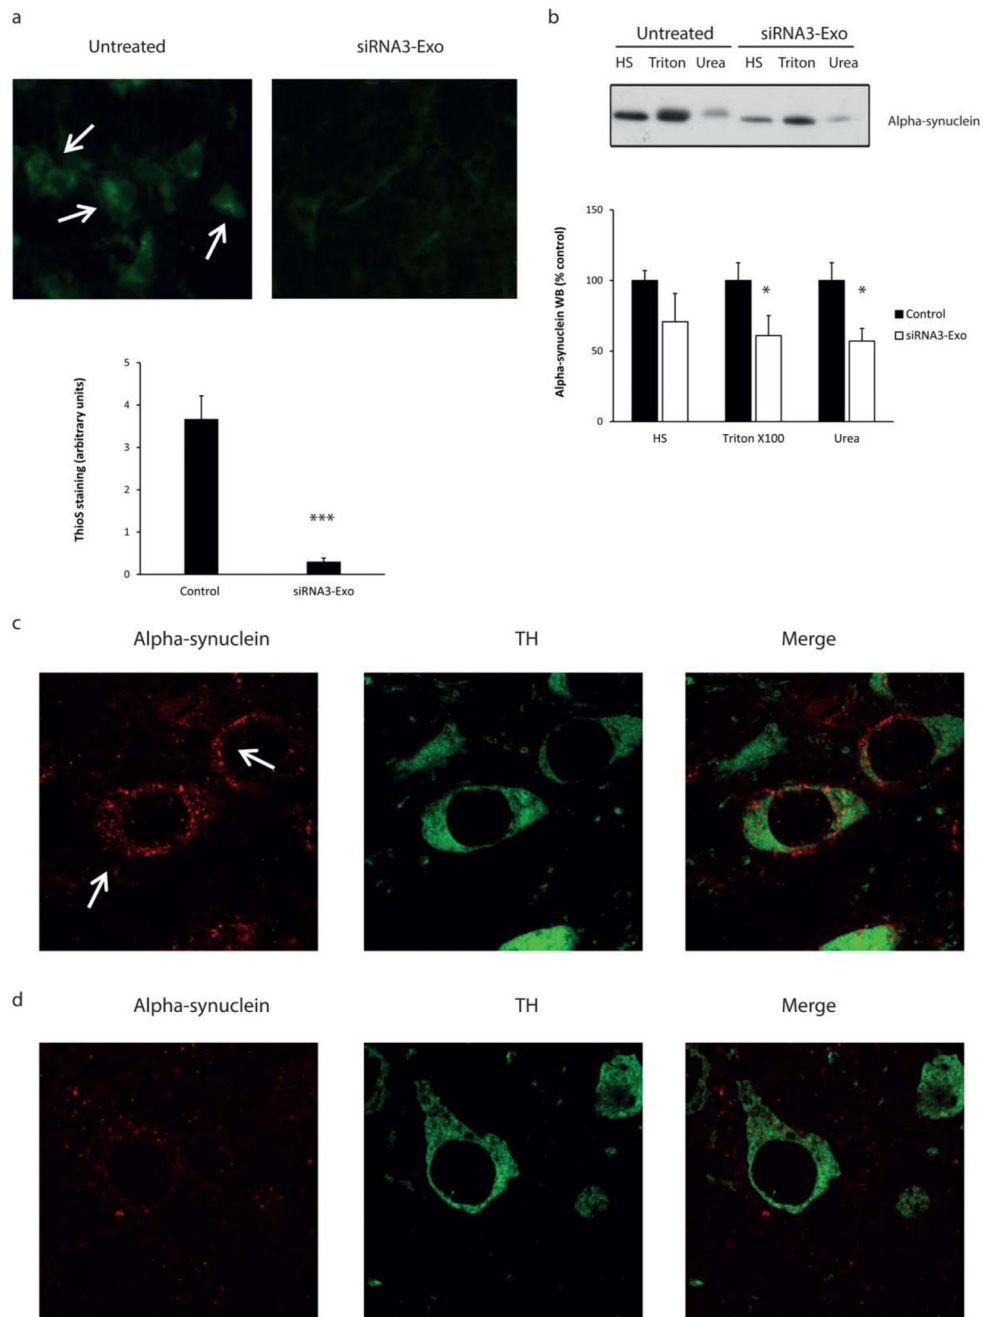 a
Untreated
siRNA3-Exo
ThioS staining (arbitrary units)
5
4
3
2
1
0
***
Control
siRNA3-Exo
b
Untreated
siRNA3-Exo
HS Triton Urea HS Triton Urea
Alpha-synuclein
Alpha-synuclein WB (% control)
150
100
50
0
*
*
Control
siRNA3-Exo
HS
Triton X100
Urea
c
Alpha-synuclein
TH
Merge
d
Alpha-synuclein
TH
Merge